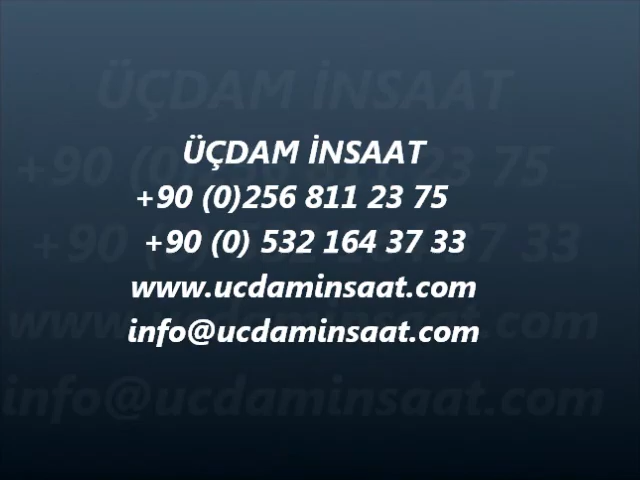 ÜÇDAM İNSAAT
+90 (0)256 811 23 75
+90 (0) 532 164 37 33
www.ucdaminsaat.com
info@ucdaminsaat.com